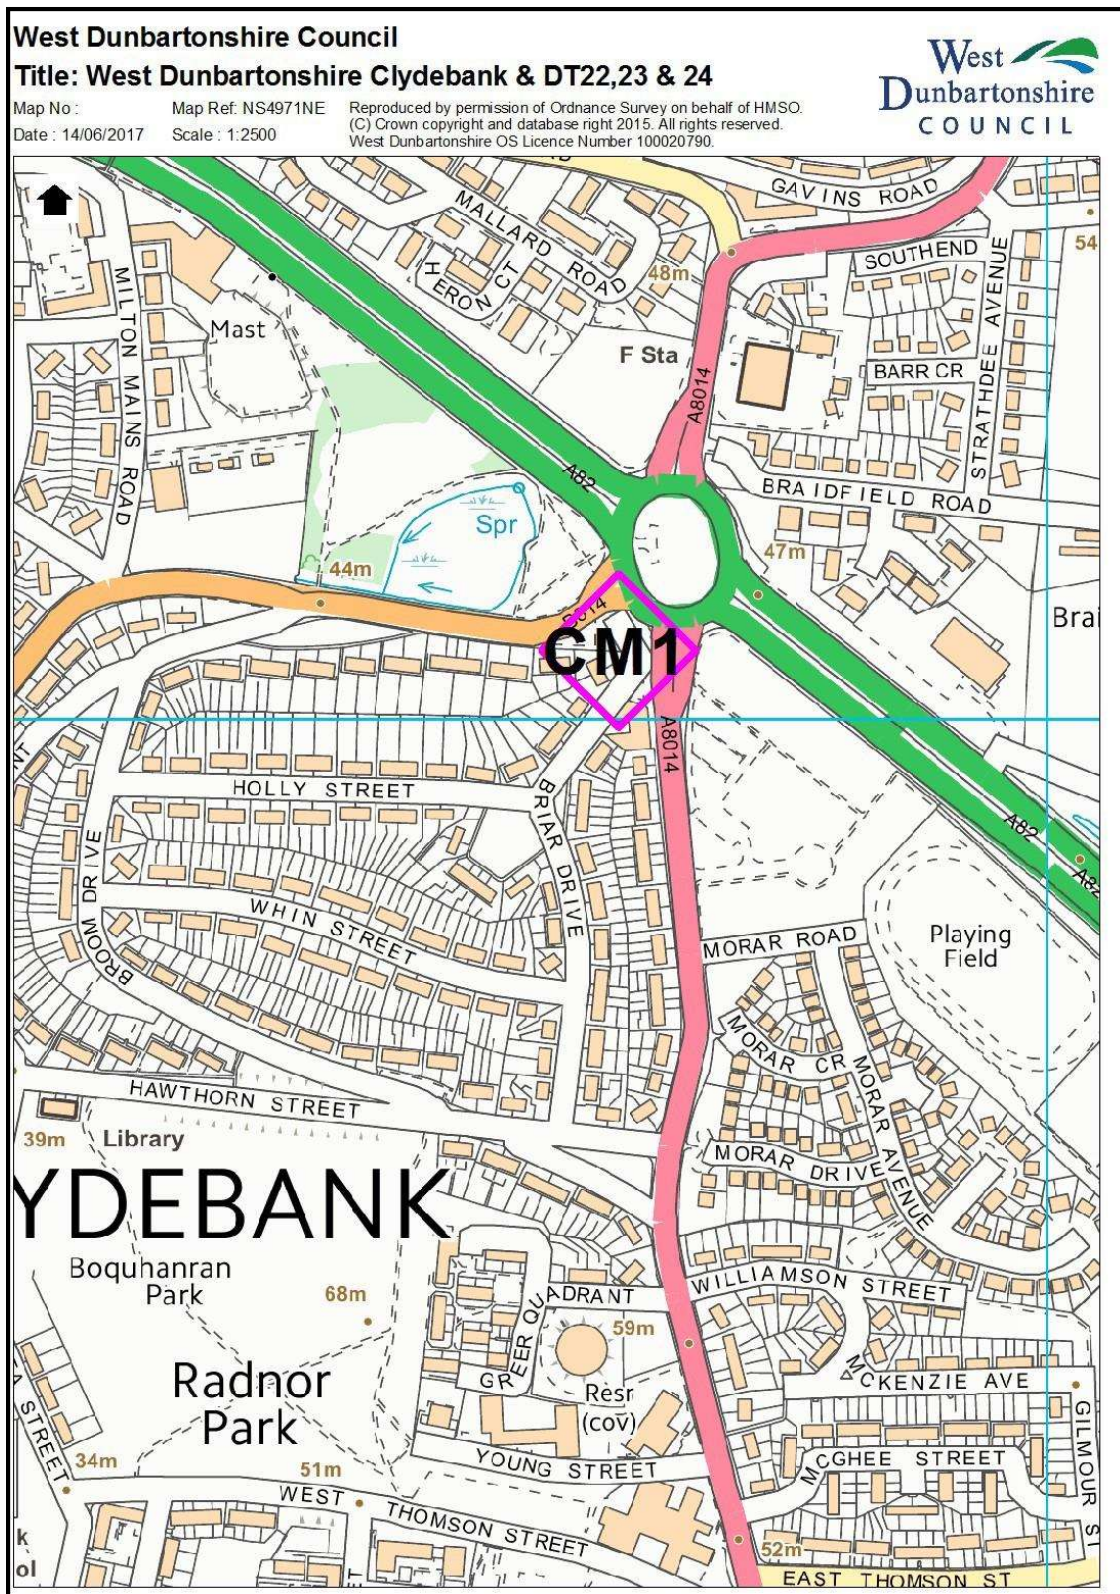 West Dunbartonshire Council
Title: West Dunbartonshire Clydebank & DT22,23 & 24
Map No :
Map Ref: NS4971NE
Date : 14/06/2017
Scale : 1:2500
Reproduced by permission of Ordnance Survey on behalf of HMSO.
(C) Crown copyright and database right 2015. All rights reserved.
West Dunbartonshire OS Licence Number 100020790.
West
Dunbartonshire
COUNCIL
GAVINS ROAD
MALLARD ROAD
HERON CT
48m
SOUTHEND
54
MILTON MAINS ROAD
Mast
F Sta
A8014
BARR CR
STRATHDEE AVENUE
A82
BRAIDFIELD ROAD
Spr
47m
44m
CM1
Brai
A8014
HOLLY STREET
BRIAR DRIVE
BROOM DRIVE
A82
A82
WHIN STREET
MORAR ROAD
Playing
Field
MORAR CR
MORAR AVENUE
HAWTHORN STREET
39m
Library
MORAR DRIVE
YDEBANK
Boquhanran
Park
68m
WILLIAMSON STREET
GREER QUADRANT
59m
Radnor
Park
Resr
(cov)
MCKENZIE AVE
GILMOUR ST
A STREET
34m
51m
YOUNG STREET
MCGHEE STREET
WEST THOMSON STREET
52m
k
ol
EAST THOMSON ST